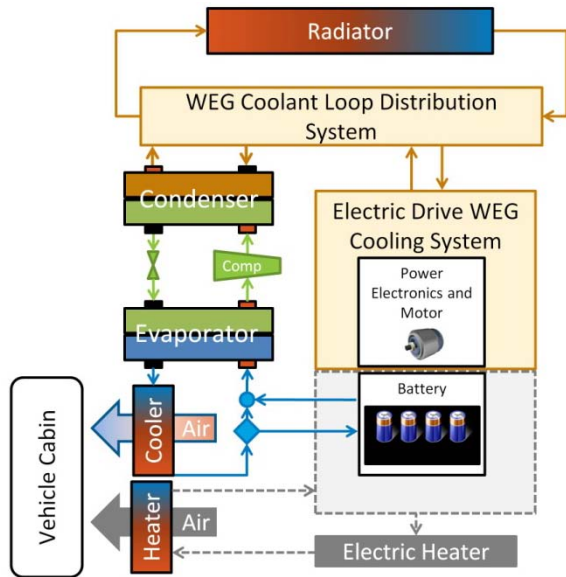 Radiator
WEG Coolant Loop Distribution
System
Condenser
Electric Drive WEG
Cooling System
Comp
Power
Electronics and
Motor
Evaporator
Battery
Vehicle Cabin
Cooler
Air
Heater
Air
Electric Heater